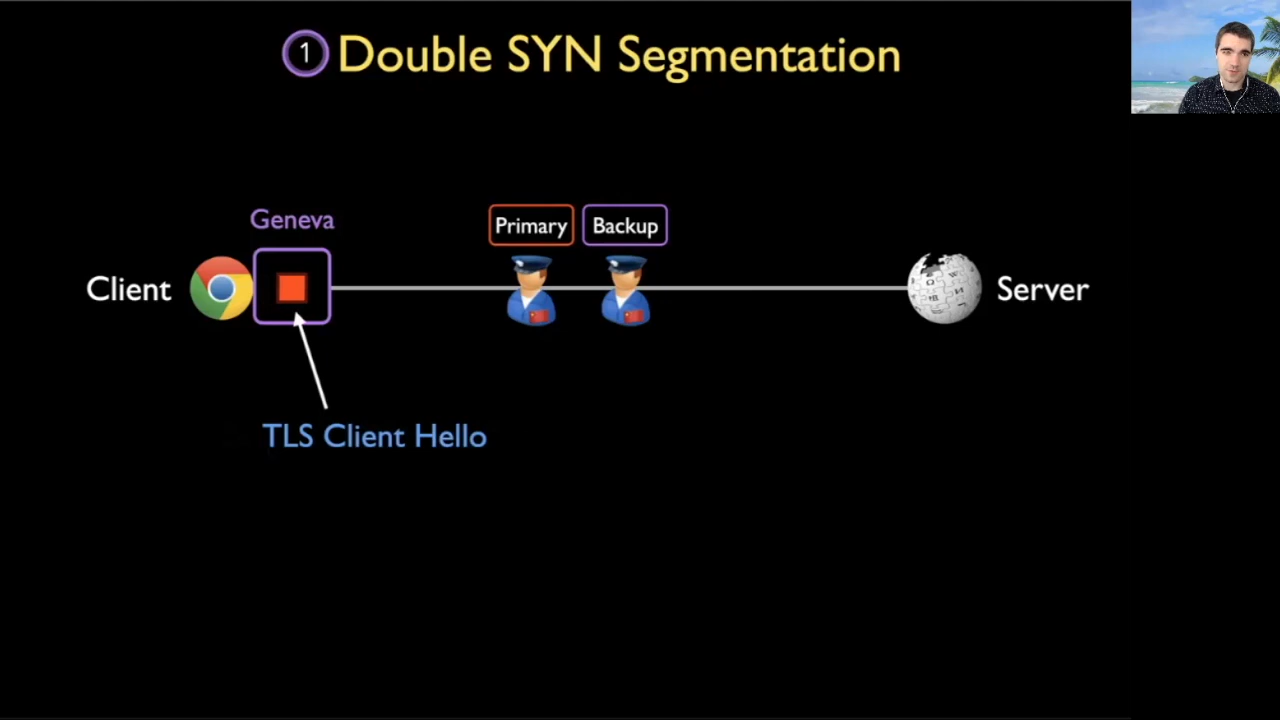 1 Double SYN Segmentation
Geneva
Primary Backup
Client
Server
TLS Client Hello